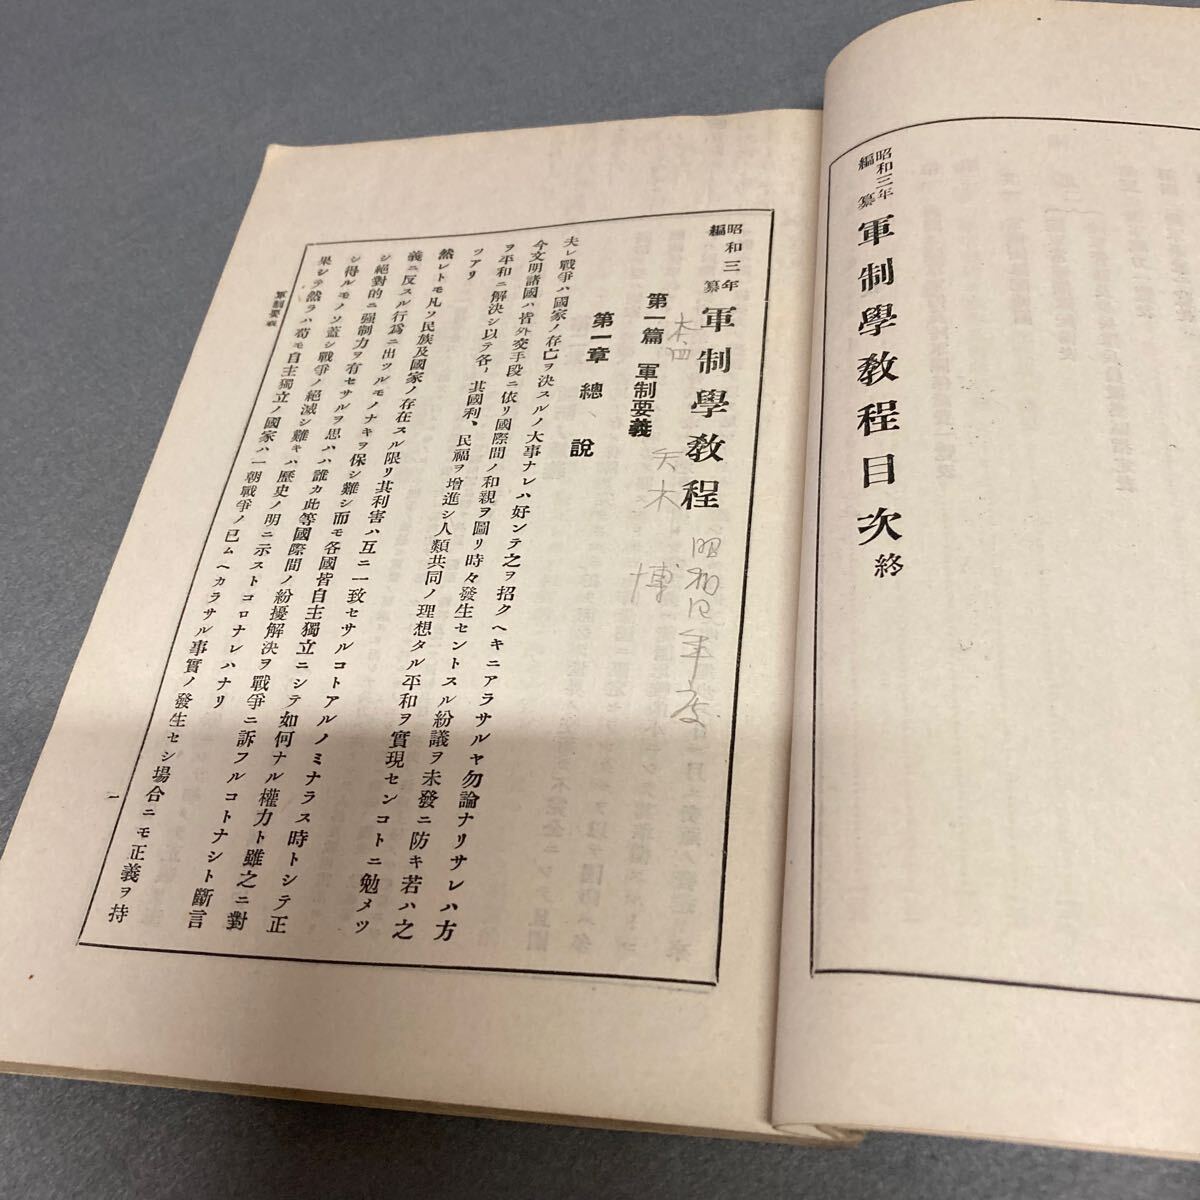 昭和三年
編纂
軍制學教程目次終
昭和三年
編纂
軍制學教程
昭和四年度
本四
矢木
博
第一篇 軍制要義
第一章 總說
夫レ戰爭ハ國家ノ存亡ヲ決スルノ大事ナレハ好ンテ之ヲ招クヘキニアラサルヤ勿論ナリサレハ方
今文明諸國ハ皆外交手段ニ依リ國際間ノ和親ヲ圖リ時々發生セントスル紛議ヲ未發ニ防キ若ハ之
ヲ平和ニ解決シ以テ各、其國利、民福ヲ增進シ人類共同ノ理想タル平和ヲ實現センコトニ勉メツ
ツアリ
然レトモ凡ソ民族及國家ノ存在スル限リ其利害ハ互ニ一致セサルコトアルノミナラス時トシテ正
義ニ反スル行爲ニ出ツルモノナキヲ保シ難シ而モ各國皆自主獨立ニシテ如何ナル權力ト雖之ニ對
シ絕對的ニ强制力ヲ有セサルヲ思ハハ誰カ此等國際間ノ紛擾解決ヲ戰爭ニ訴フルコトナシト斷言
シ得ルモノソ蓋シ戰爭ノ絕滅シ難キハ歷史ノ明ニ示ストコロナレハナリ
果シテ然ラハ苟モ自主獨立ノ國家ハ一朝戰爭ノ已ムヘカラサル事實ノ發生セシ場合ニモ正義ヲ持
軍制要義
一